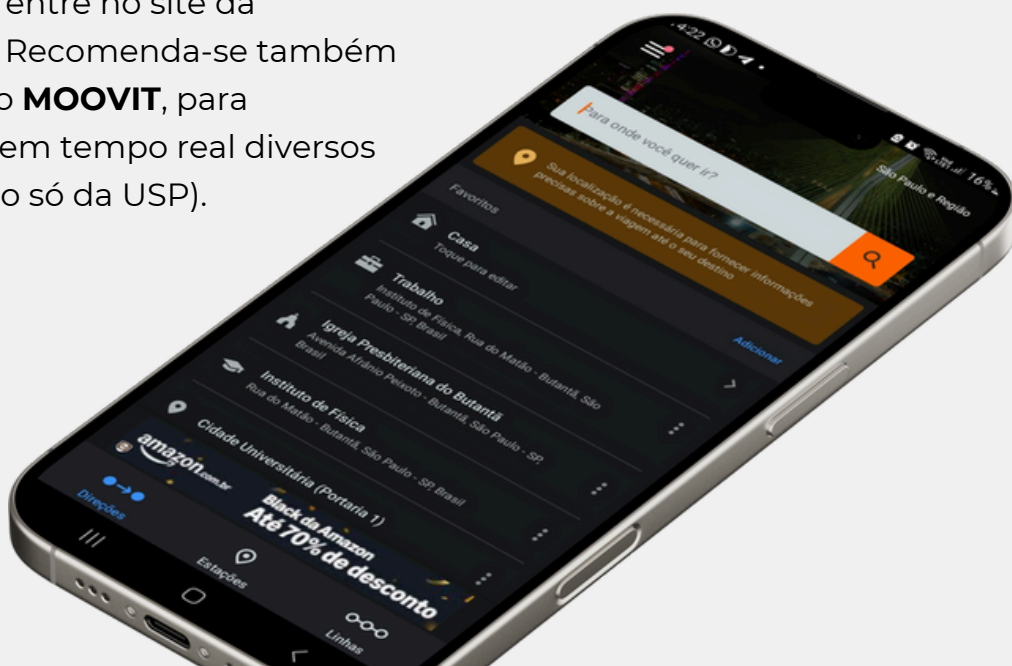 entre no site da
Recomenda-se também
o MOOVIT, para
em tempo real diversos
o só da USP).
4:22
16%
São Paulo e Região
Para onde você quer ir?
Sua localização é necessária para fornecer informações
precisas sobre a viagem até o seu destino
Favoritos
Adicionar
Casa
Toque para editar
Trabalho
Instituto de Física, Rua do Matão - Butantã, São
Paulo - SP, Brasil
Igreja Presbiteriana do Butantã
Avenida Afrânio Peixoto - Butantã, São Paulo - SP,
Brasil
Instituto de Física
Rua do Matão - Butantã, São Paulo - SP, Brasil
Cidade Universitária (Portaria 1)
amazon.com.br
Black da Amazon
Até 70% de desconto
Direções
Estações
Linhas